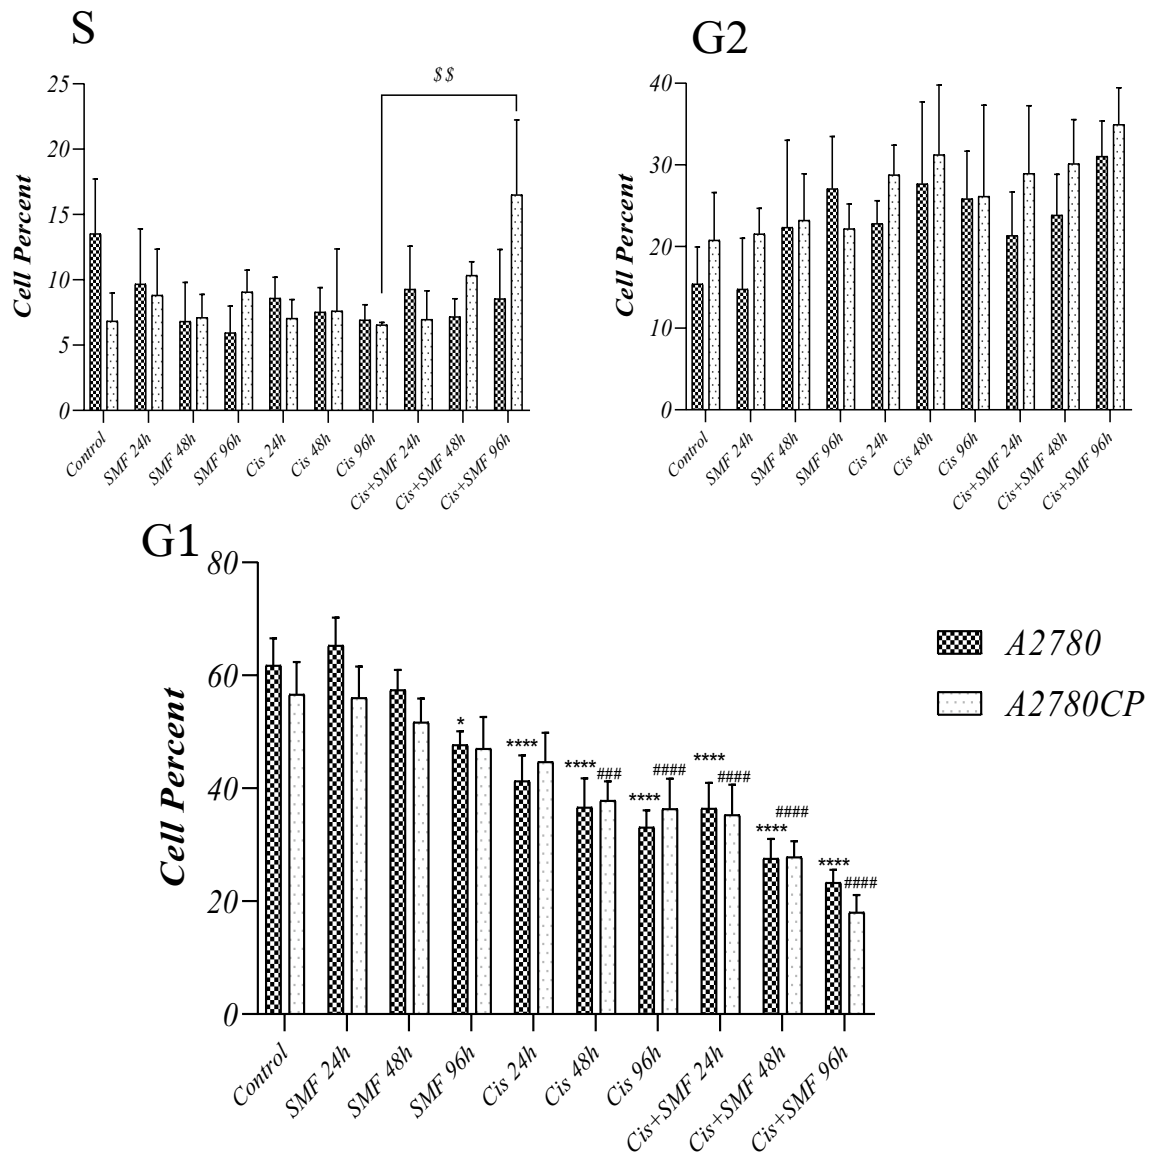 S
$$
Cell Percent
25
20
15
10
5
0
Control
SMF 24h
SMF 48h
SMF 96h
Cis 24h
Cis 48h
Cis 96h
Cis+SMF 24h
Cis+SMF 48h
Cis+SMF 96h
G2
Cell Percent
40
30
20
10
0
Control
SMF 24h
SMF 48h
SMF 96h
Cis 24h
Cis 48h
Cis 96h
Cis+SMF 24h
Cis+SMF 48h
Cis+SMF 96h
G1
Cell Percent
80
60
40
20
0
*
****
****
###
****
####
****
####
****
####
****
####
Control
SMF 24h
SMF 48h
SMF 96h
Cis 24h
Cis 48h
Cis 96h
Cis+SMF 24h
Cis+SMF 48h
Cis+SMF 96h
A2780
A2780CP